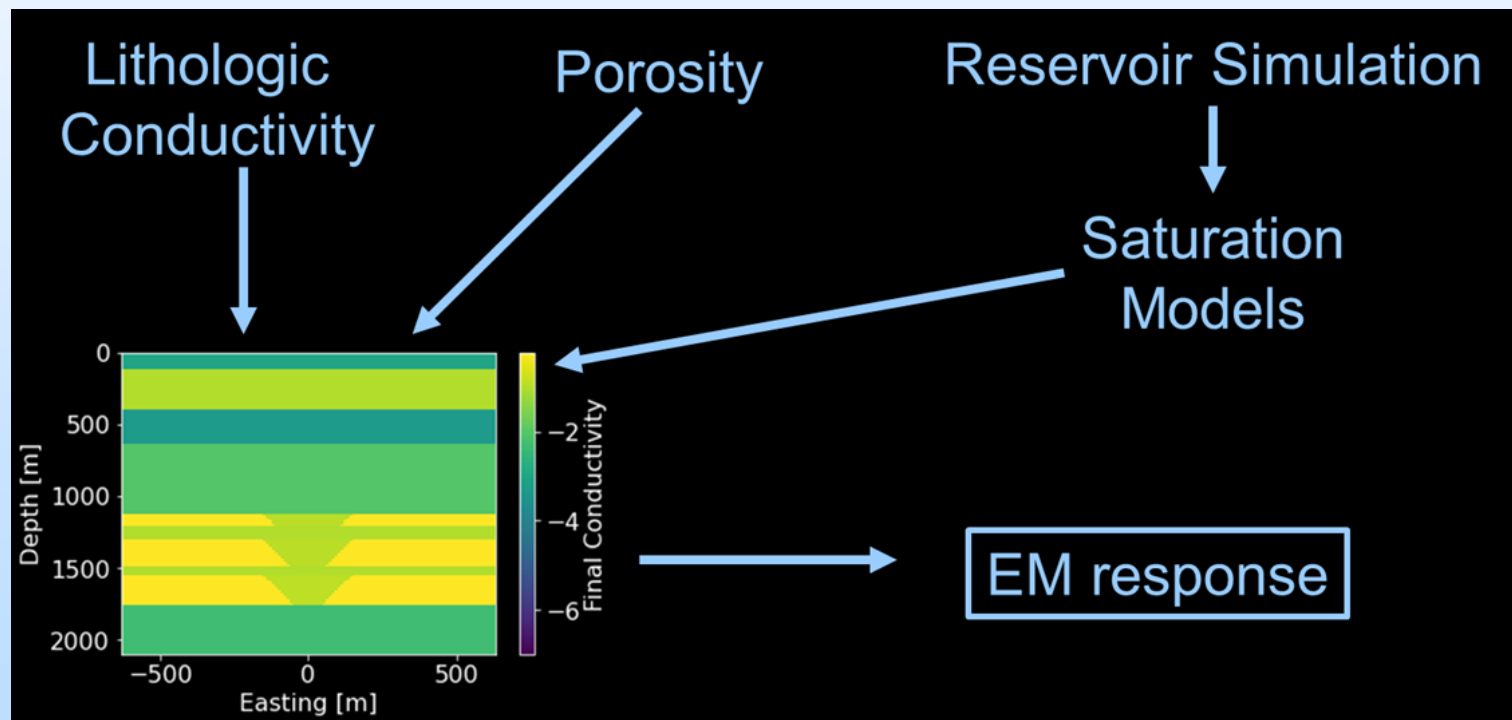 Lithologic
Conductivity
Porosity
Reservoir Simulation
Saturation
Models
0
500
1000
1500
2000
Depth [m]
−500
0
500
Easting [m]
−2
−4
−6
Final Conductivity
EM response